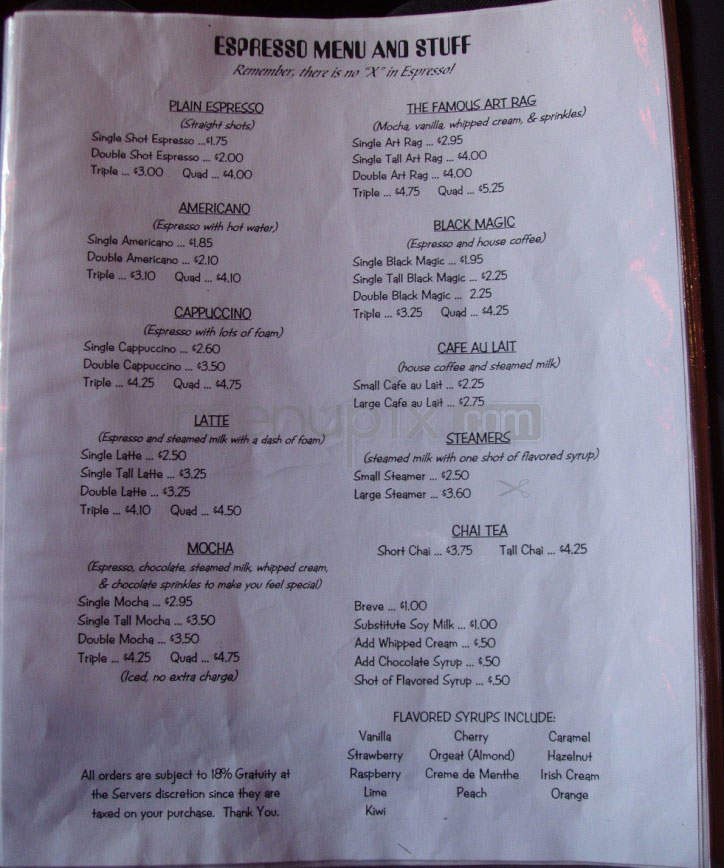 ESPRESSO MENU AND STUFF
Remember, there is no "X" in Espresso!
PLAIN ESPRESSO
(Straight shots)
Single Shot Espresso ...$1.75
Double Shot Espresso ... $2.00
Triple ... $3.00 Quad ... $4.00
AMERICANO
(Espresso with hot water)
Single Americano ... $1.85
Double Americano ... $2.10
Triple ... $3.10 Quad ... $4.10
CAPPUCCINO
(Espresso with lots of foam)
Single Cappuccino ... $2.60
Double Cappuccino ... $3.50
Triple ... $4.25 Quad ... $4.75
LATTE
(Espresso and steamed milk with a dash of foam)
Single Latte ... $2.50
Single Tall Latte ... $3.25
Double Latte ... $3.25
Triple ... $4.10 Quad ... $4.50
MOCHA
(Espresso, chocolate, steamed milk, whipped cream,
& chocolate sprinkles to make you feel special)
Single Mocha ... $2.95
Single Tall Mocha ... $3.50
Double Mocha ... $3.50
Triple ... $4.25 Quad ... $4.75
(Iced, no extra charge)
All orders are subject to 18% Gratuity at
the Servers discretion since they are
taxed on your purchase. Thank You.
THE FAMOUS ART RAG
(Mocha, vanilla, whipped cream, & sprinkles)
Single Art Rag ... $2.95
Single Tall Art Rag ... $4.00
Double Art Rag ... $4.00
Triple ... $4.75 Quad ... $5.25
BLACK MAGIC
(Espresso and house coffee)
Single Black Magic ... $1.95
Single Tall Black Magic ... $2.25
Double Black Magic ... 2.25
Triple ... $3.25 Quad ... $4.25
CAFE AU LAIT
(house coffee and steamed milk)
Small Cafe au Lait ... $2.25
Large Cafe au Lait ... $2.75
STEAMERS
(steamed milk with one shot of flavored syrup)
Small Steamer ... $2.50
Large Steamer ... $3.60
CHAI TEA
Short Chai ... $3.75 Tall Chai ... $4.25
Breve ... $1.00
Substitute Soy Milk ... $1.00
Add Whipped Cream ... $.50
Add Chocolate Syrup ... $.50
Shot of Flavored Syrup ... $.50
FLAVORED SYRUPS INCLUDE:
Vanilla Cherry Caramel
Strawberry Orgeat (Almond) Hazelnut
Raspberry Creme de Menthe Irish Cream
Lime Peach Orange
Kiwi
menupix.com